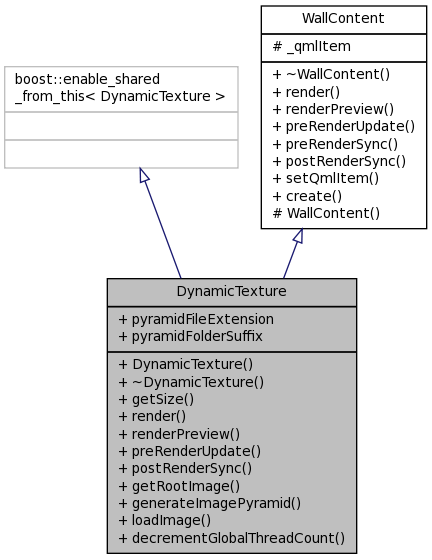 WallContent
# _qmlItem
+ ~WallContent()
+ render()
+ renderPreview()
+ preRenderUpdate()
+ preRenderSync()
+ postRenderSync()
+ setQmlItem()
+ create()
# WallContent()
boost::enable_shared
_from_this< DynamicTexture >
DynamicTexture
+ pyramidFileExtension
+ pyramidFolderSuffix
+ DynamicTexture()
+ ~DynamicTexture()
+ getSize()
+ render()
+ renderPreview()
+ preRenderUpdate()
+ postRenderSync()
+ getRootImage()
+ generateImagePyramid()
+ loadImage()
+ decrementGlobalThreadCount()